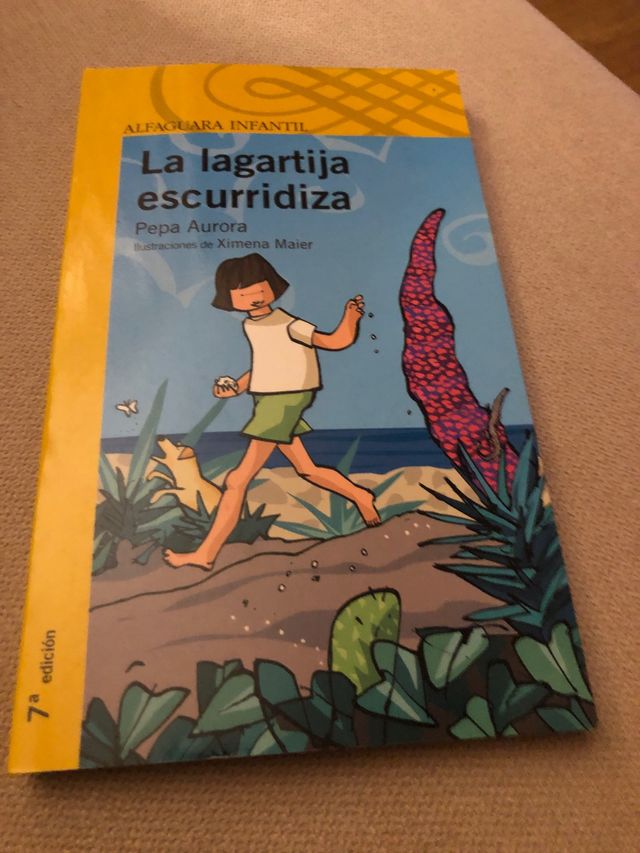 ALFAGUARA INFANTIL
La lagartija
escurridiza
Pepa Aurora
Ilustraciones de Ximena Maier
7ª edición